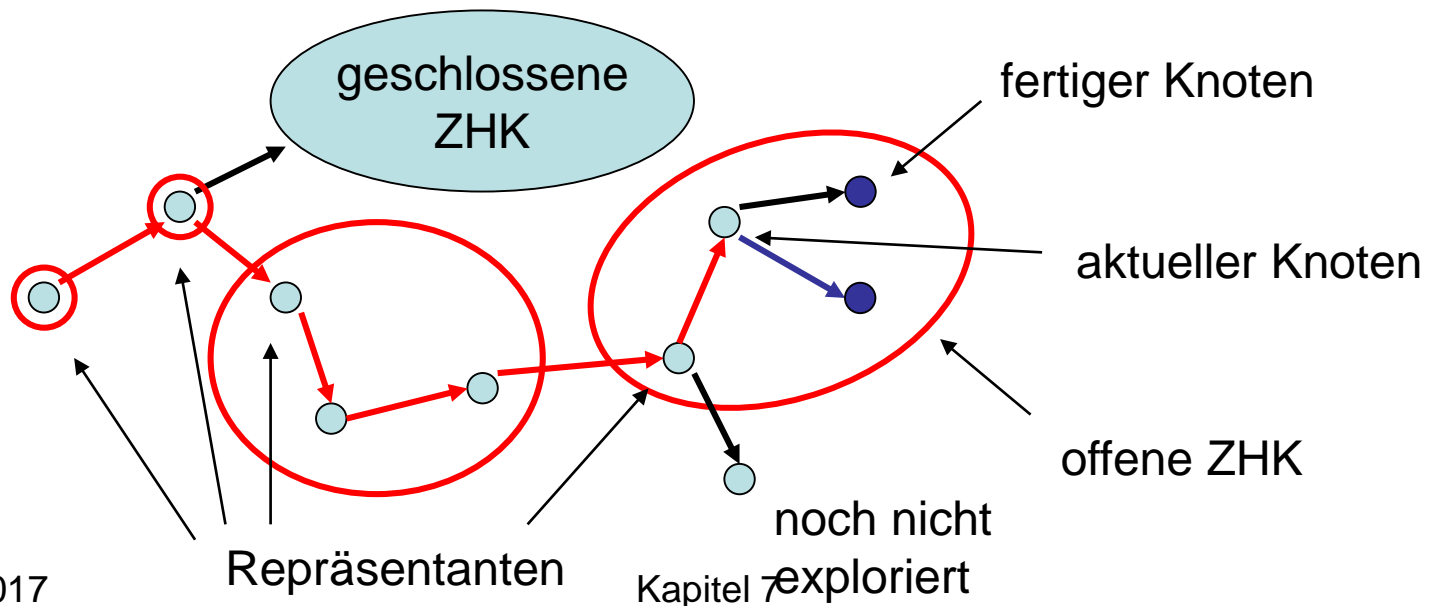 geschlossene
ZHK
fertiger Knoten
aktueller Knoten
offene ZHK
noch nicht
exploriert
Repräsentanten
017
Kapitel 7